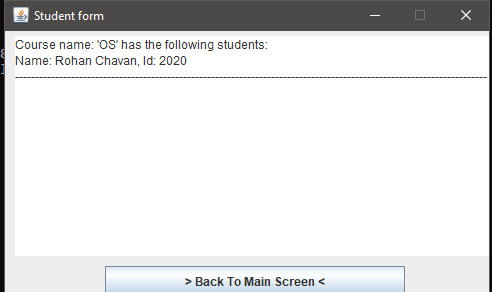 Student form
Course name: 'OS' has the following students:
Name: Rohan Chavan, Id: 2020
> Back To Main Screen <